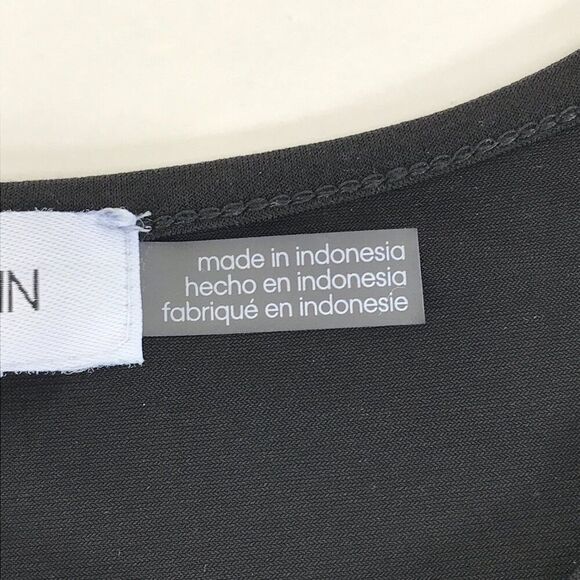 IN
made in indonesia
hecho en indonesia
fabriqué en indonesie